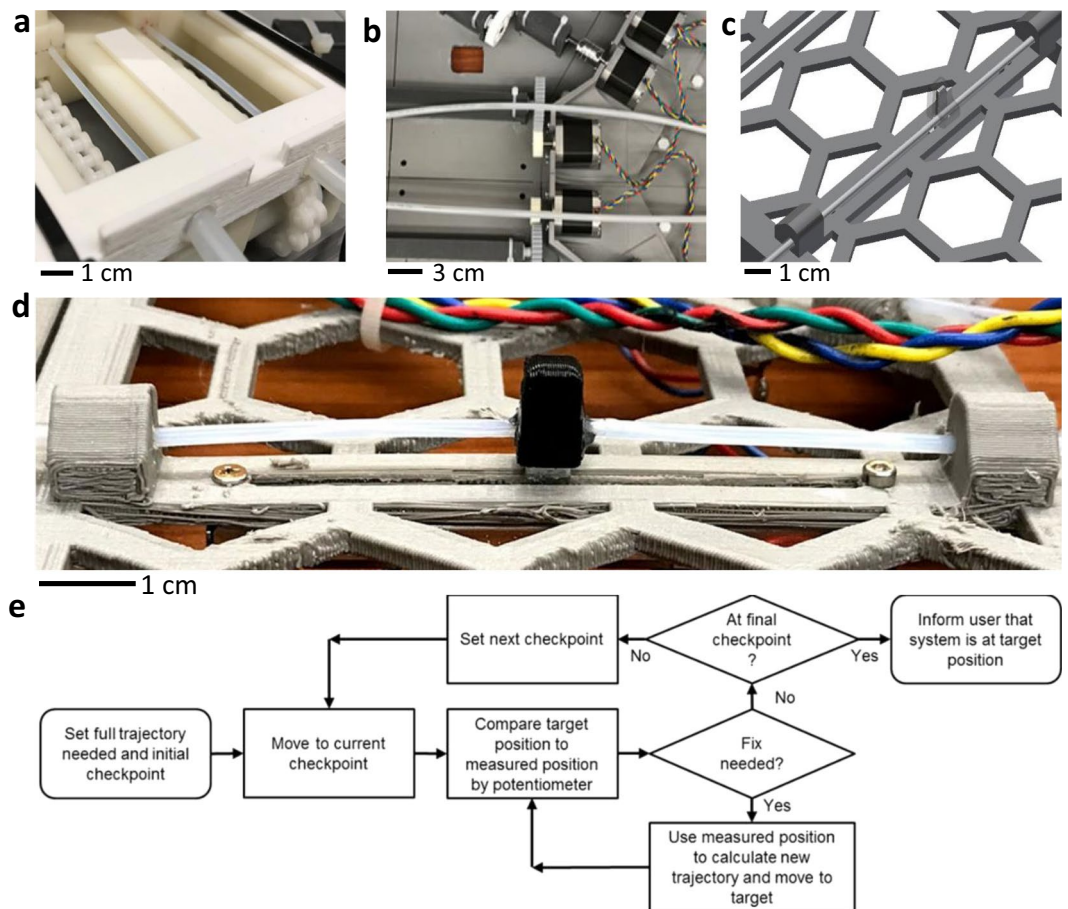 a
b
c
1 cm
3 cm
1 cm
d
1 cm
e
Set next checkpoint
At final
checkpoint
?
Inform user that
system is at target
position
No
Yes
No
Set full trajectory
needed and initial
checkpoint
Move to current
checkpoint
Compare target
position to
measured position
by potentiometer
Fix
needed?
Yes
Use measured position
to calculate new
trajectory and move to
target